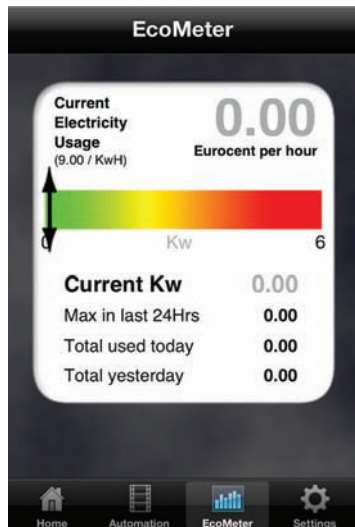 EcoMeter
Current
Electricity
Usage
(9.00 / KwH)
0.00
Eurocent per hour
0 Kw 6
Current Kw 0.00
Max in last 24Hrs 0.00
Total used today 0.00
Total yesterday 0.00
Home Automation EcoMeter Settings